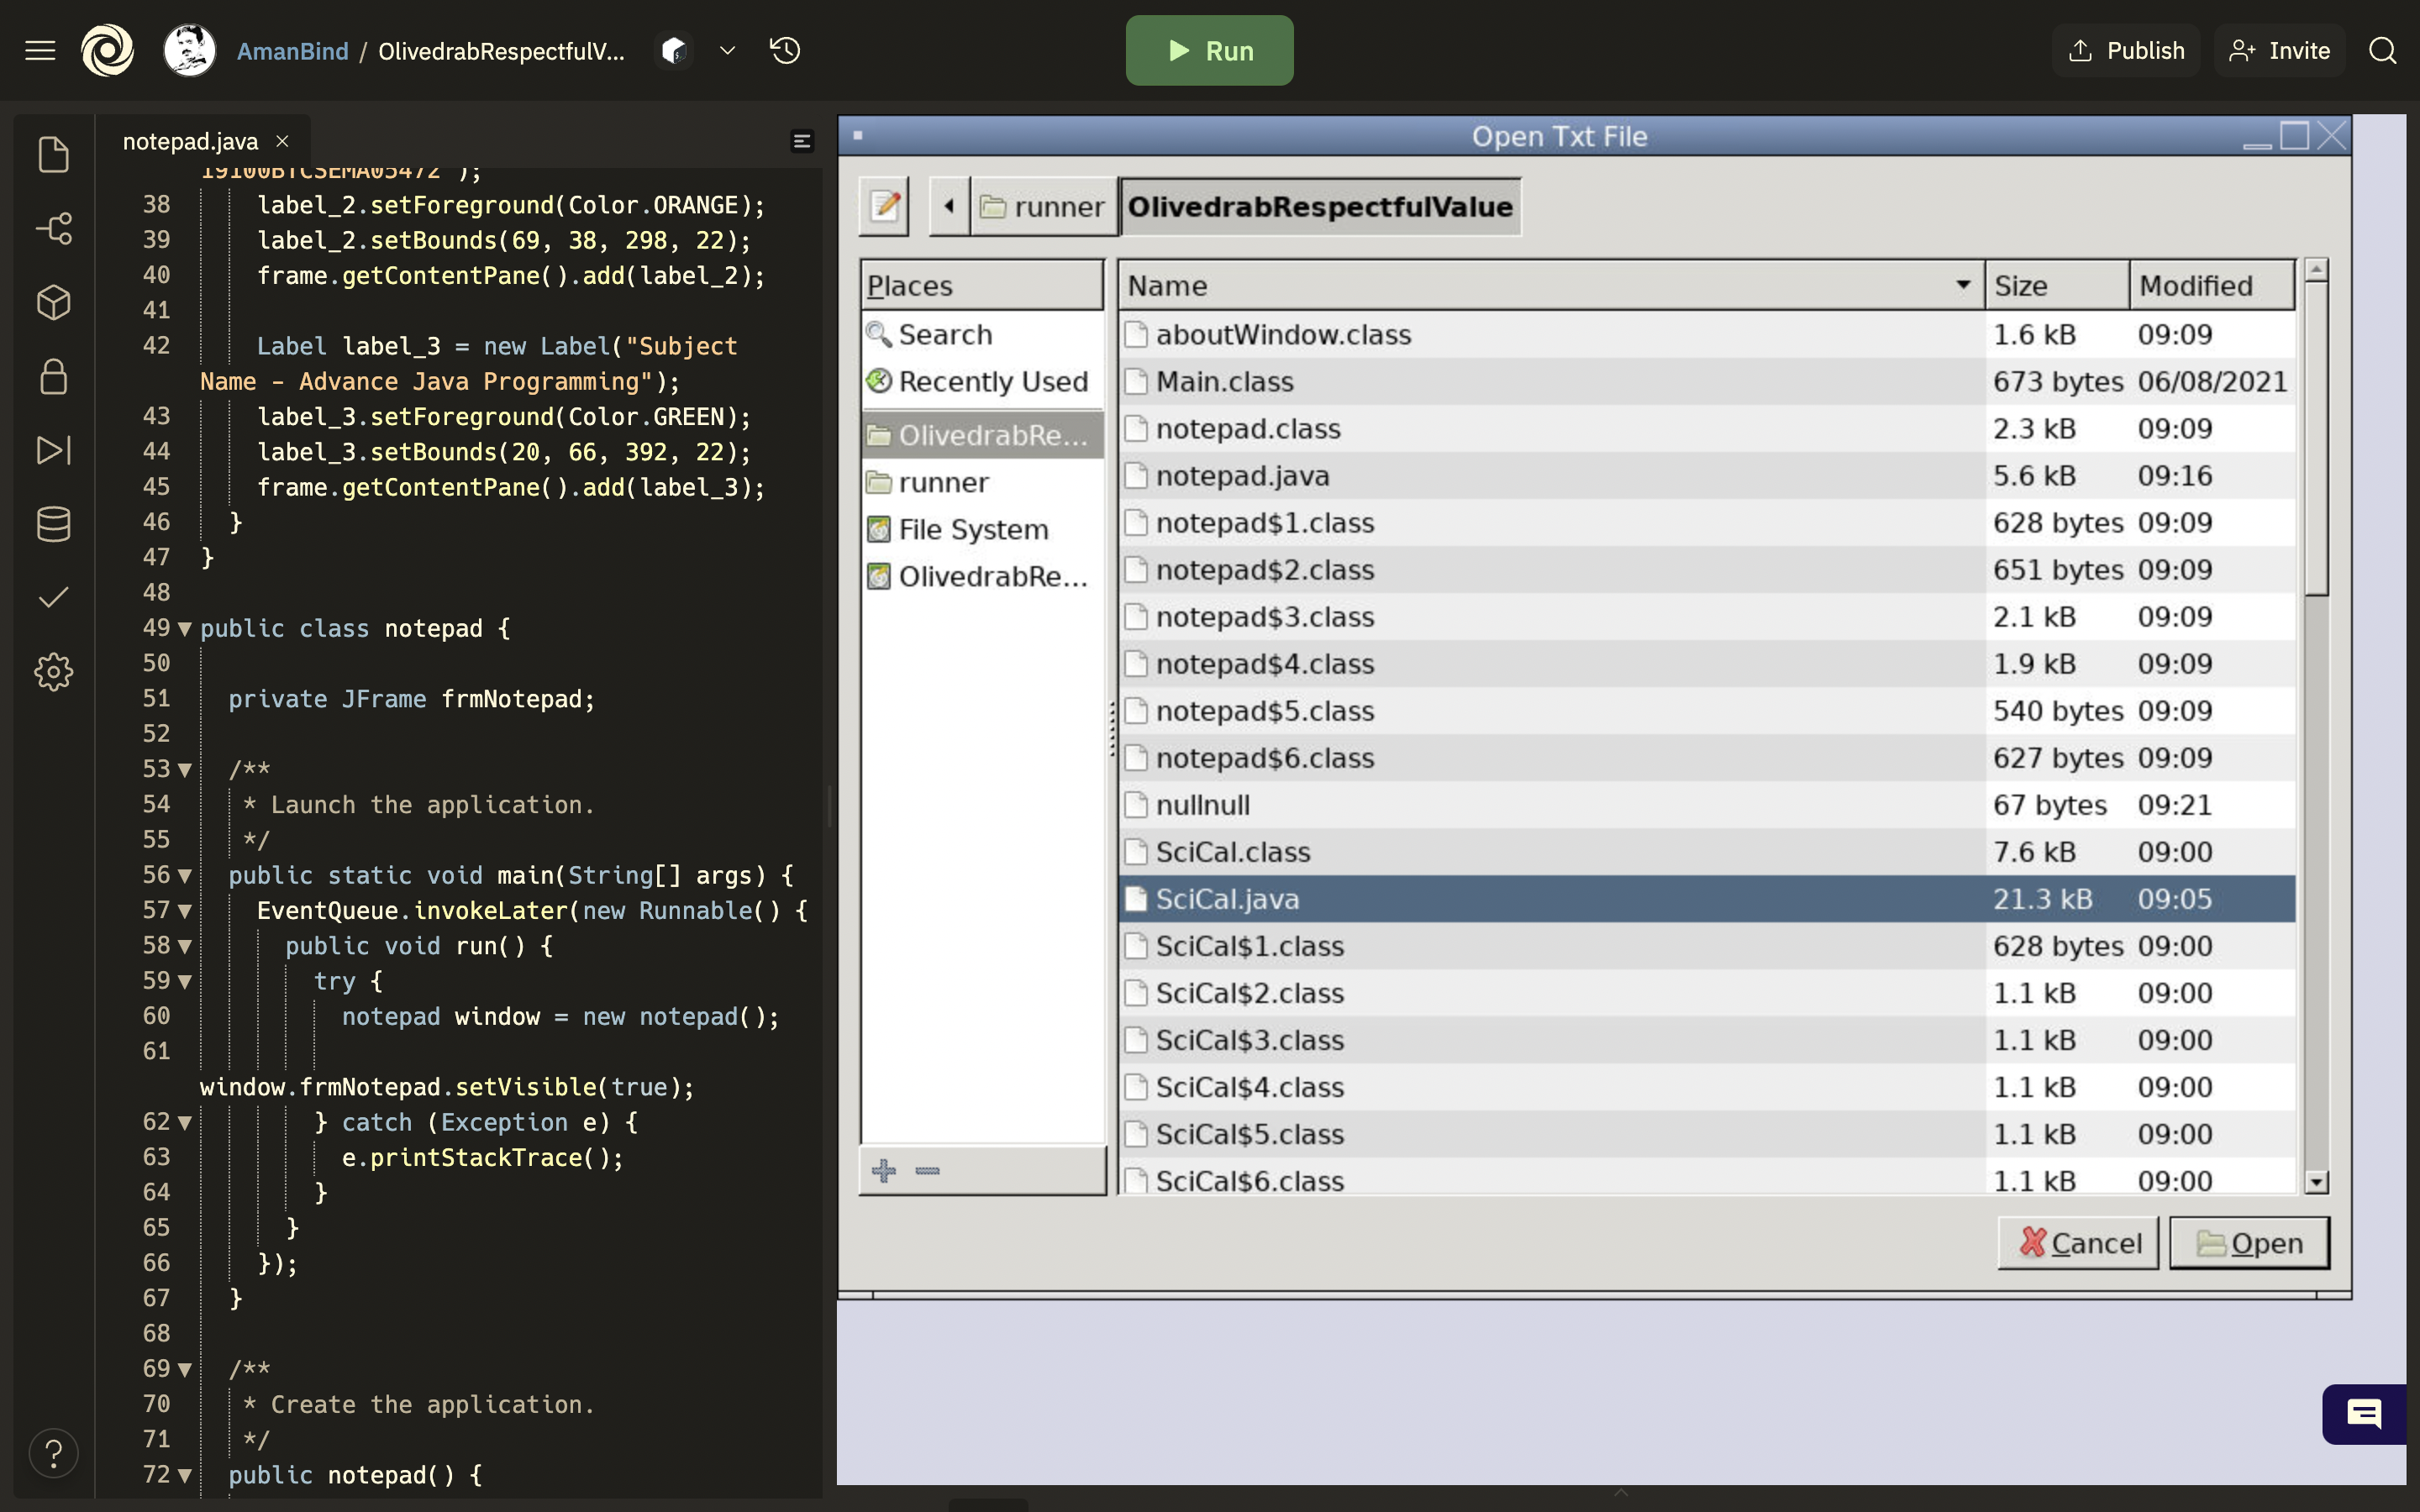 AmanBind / OlivedrabRespectfulV...
Run
Publish
Invite
notepad.java ×
19100BTCSEMA05472");
38 label_2.setForeground(Color.ORANGE);
39 label_2.setBounds(69, 38, 298, 22);
40 frame.getContentPane().add(label_2);
41
42 Label label_3 = new Label("Subject
Name - Advance Java Programming");
43 label_3.setForeground(Color.GREEN);
44 label_3.setBounds(20, 66, 392, 22);
45 frame.getContentPane().add(label_3);
46 }
47 }
48
49 public class notepad {
50
51 private JFrame frmNotepad;
52
53 /**
54 * Launch the application.
55 */
56 public static void main(String[] args) {
57 EventQueue.invokeLater(new Runnable() {
58 public void run() {
59 try {
60 notepad window = new notepad();
61
window.frmNotepad.setVisible(true);
62 } catch (Exception e) {
63 e.printStackTrace();
64 }
65 }
66 });
67 }
68
69 /**
70 * Create the application.
71 */
72 public notepad() {
Open Txt File
runner
OlivedrabRespectfulValue
Places
Search
Recently Used
OlivedrabRe...
runner
File System
OlivedrabRe...
Name Size Modified
aboutWindow.class 1.6 kB 09:09
Main.class 673 bytes 06/08/2021
notepad.class 2.3 kB 09:09
notepad.java 5.6 kB 09:16
notepad$1.class 628 bytes 09:09
notepad$2.class 651 bytes 09:09
notepad$3.class 2.1 kB 09:09
notepad$4.class 1.9 kB 09:09
notepad$5.class 540 bytes 09:09
notepad$6.class 627 bytes 09:09
nullnull 67 bytes 09:21
SciCal.class 7.6 kB 09:00
SciCal.java 21.3 kB 09:05
SciCal$1.class 628 bytes 09:00
SciCal$2.class 1.1 kB 09:00
SciCal$3.class 1.1 kB 09:00
SciCal$4.class 1.1 kB 09:00
SciCal$5.class 1.1 kB 09:00
SciCal$6.class 1.1 kB 09:00
Cancel
Open